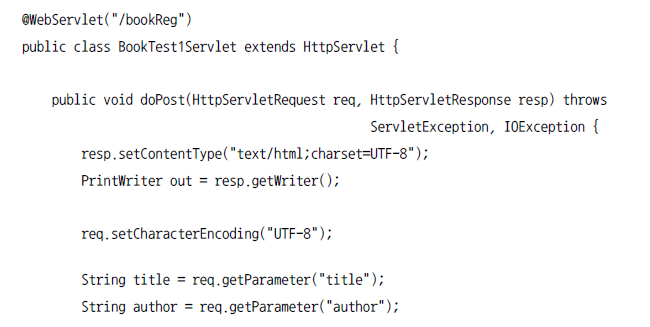 @WebServlet("/bookReg")
public class BookTest1Servlet extends HttpServlet {
public void doPost(HttpServletRequest req, HttpServletResponse resp) throws
ServletException, IOException {
resp.setContentType("text/html;charset=UTF-8");
PrintWriter out = resp.getWriter();
req.setCharacterEncoding("UTF-8");
String title = req.getParameter("title");
String author = req.getParameter("author");